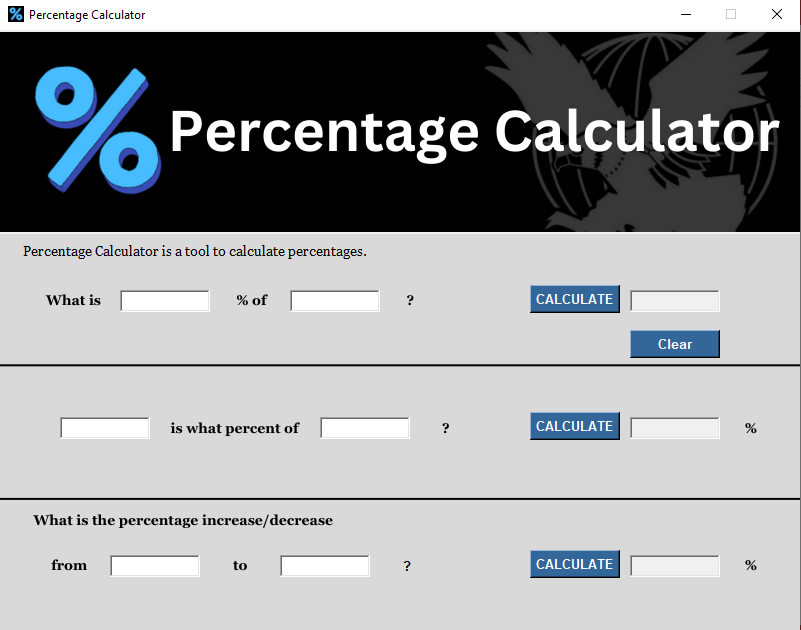 Percentage Calculator
% Percentage Calculator
Percentage Calculator is a tool to calculate percentages.
What is % of ? CALCULATE
Clear
is what percent of ? CALCULATE %
What is the percentage increase/decrease
from to ? CALCULATE %